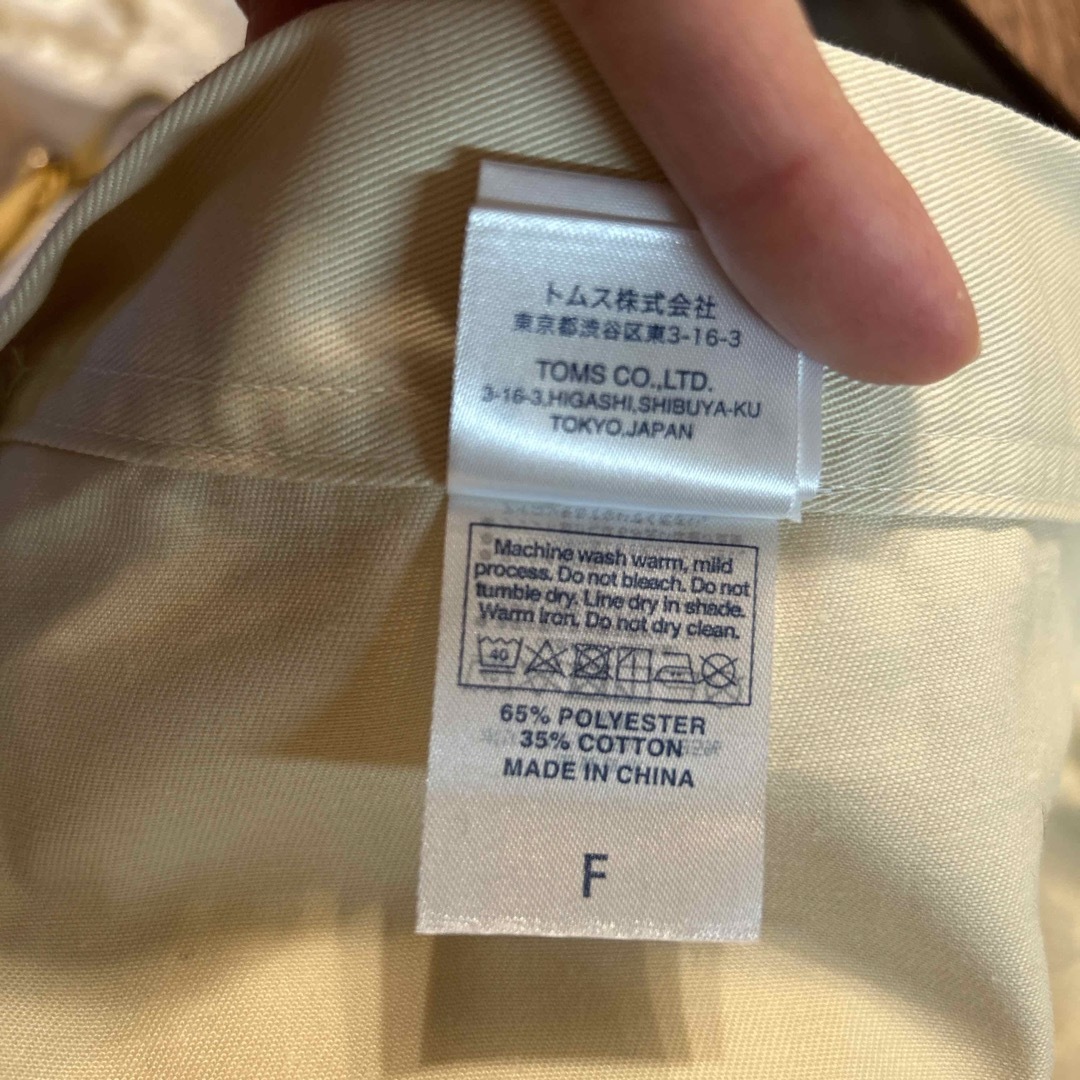 トムス株式会社
東京都渋谷区東3-16-3
TOMS CO.,LTD.
3-16-3,HIGASHI,SHIBUYA-KU
TOKYO,JAPAN
Machine wash warm, mild
process. Do not bleach. Do not
tumble dry. Line dry in shade.
Warm iron. Do not dry clean.
40
65% POLYESTER
35% COTTON
MADE IN CHINA
F